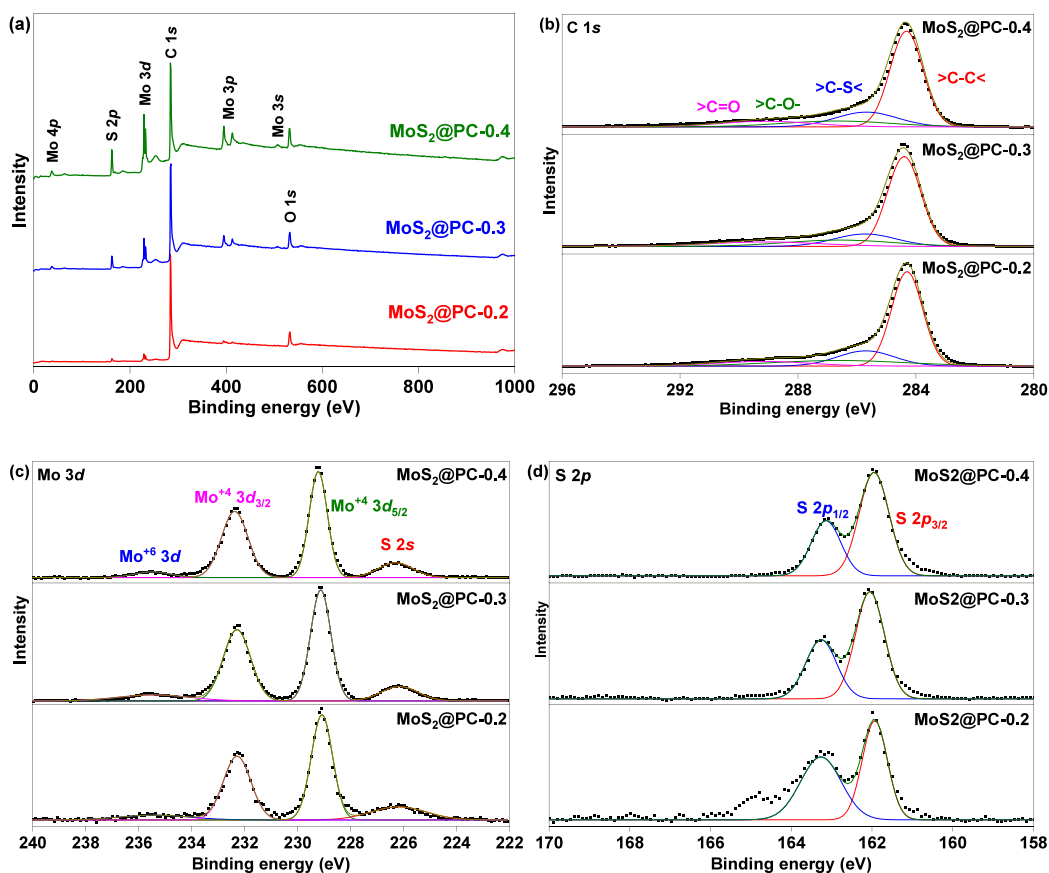 (a)
Mo 4p
S 2p
Mo 3d
C 1s
Mo 3p
Mo 3s
MoS₂@PC-0.4
O 1s
MoS₂@PC-0.3
MoS₂@PC-0.2
Intensity
0 200 400 600 800 1000
Binding energy (eV)
(b) C 1s
MoS₂@PC-0.4
>C=O >C-O- >C-S< >C-C<
MoS₂@PC-0.3
MoS₂@PC-0.2
Intensity
296 292 288 284 280
Binding energy (eV)
(c) Mo 3d
MoS₂@PC-0.4
Mo⁺⁴ 3d₃/₂ Mo⁺⁴ 3d₅/₂
Mo⁺⁶ 3d S 2s
MoS₂@PC-0.3
MoS₂@PC-0.2
Intensity
240 238 236 234 232 230 228 226 224 222
Binding energy (eV)
(d) S 2p
MoS2@PC-0.4
S 2p₁/₂ S 2p₃/₂
MoS2@PC-0.3
MoS2@PC-0.2
Intensity
170 169 168 167 166 165 164 163 162 161 160 159 158
Binding energy (eV)